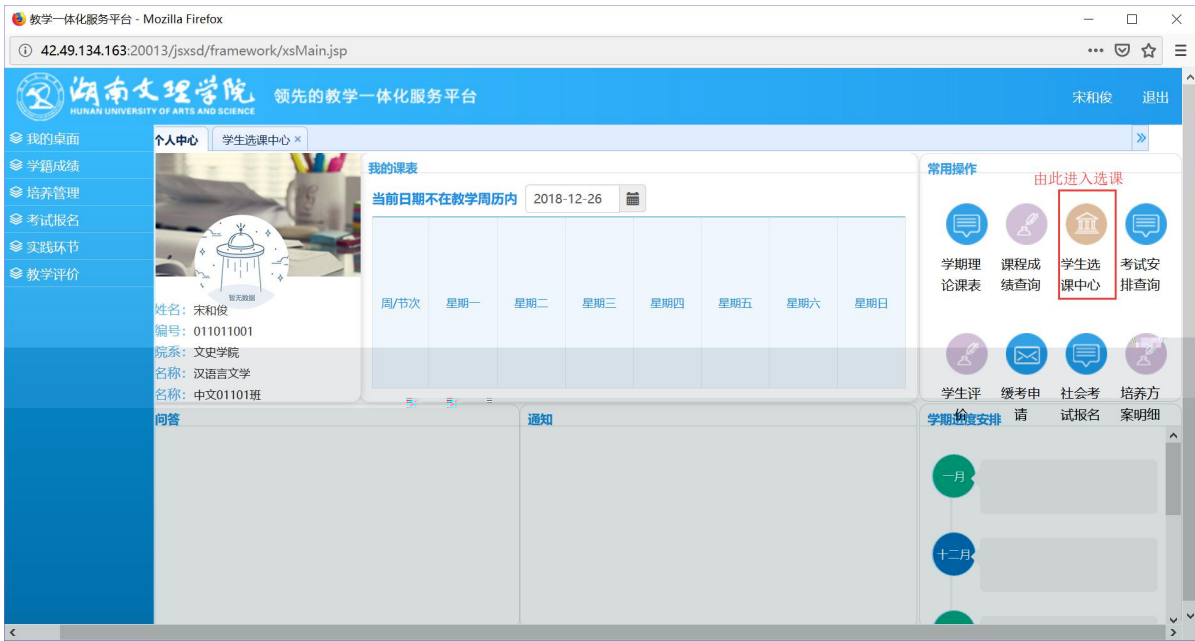 教学一体化服务平台 - Mozilla Firefox
42.49.134.163:20013/jsxsd/framework/xsMain.jsp
湖南文理学院
HUNAN UNIVERSITY OF ARTS AND SCIENCE
领先的教学一体化服务平台
宋和俊 退出
我的桌面
学籍成绩
培养管理
考试报名
实践环节
教学评价
个人中心 学生选课中心 ×
暂无数据
姓名：宋和俊
编号：011011001
院系：文史学院
名称：汉语言文学
名称：中文01101班
我的课表
当前日期不在教学周历内 2018-12-26
周/节次 星期一 星期二 星期三 星期四 星期五 星期六 星期日
常用操作
由此进入选课
学期理论课表
课程成绩查询
学生选课中心
考试安排查询
学生评价
缓考申请
社会考试报名
培养方案明细
问答
通知
学期进度安排
一月
十二月